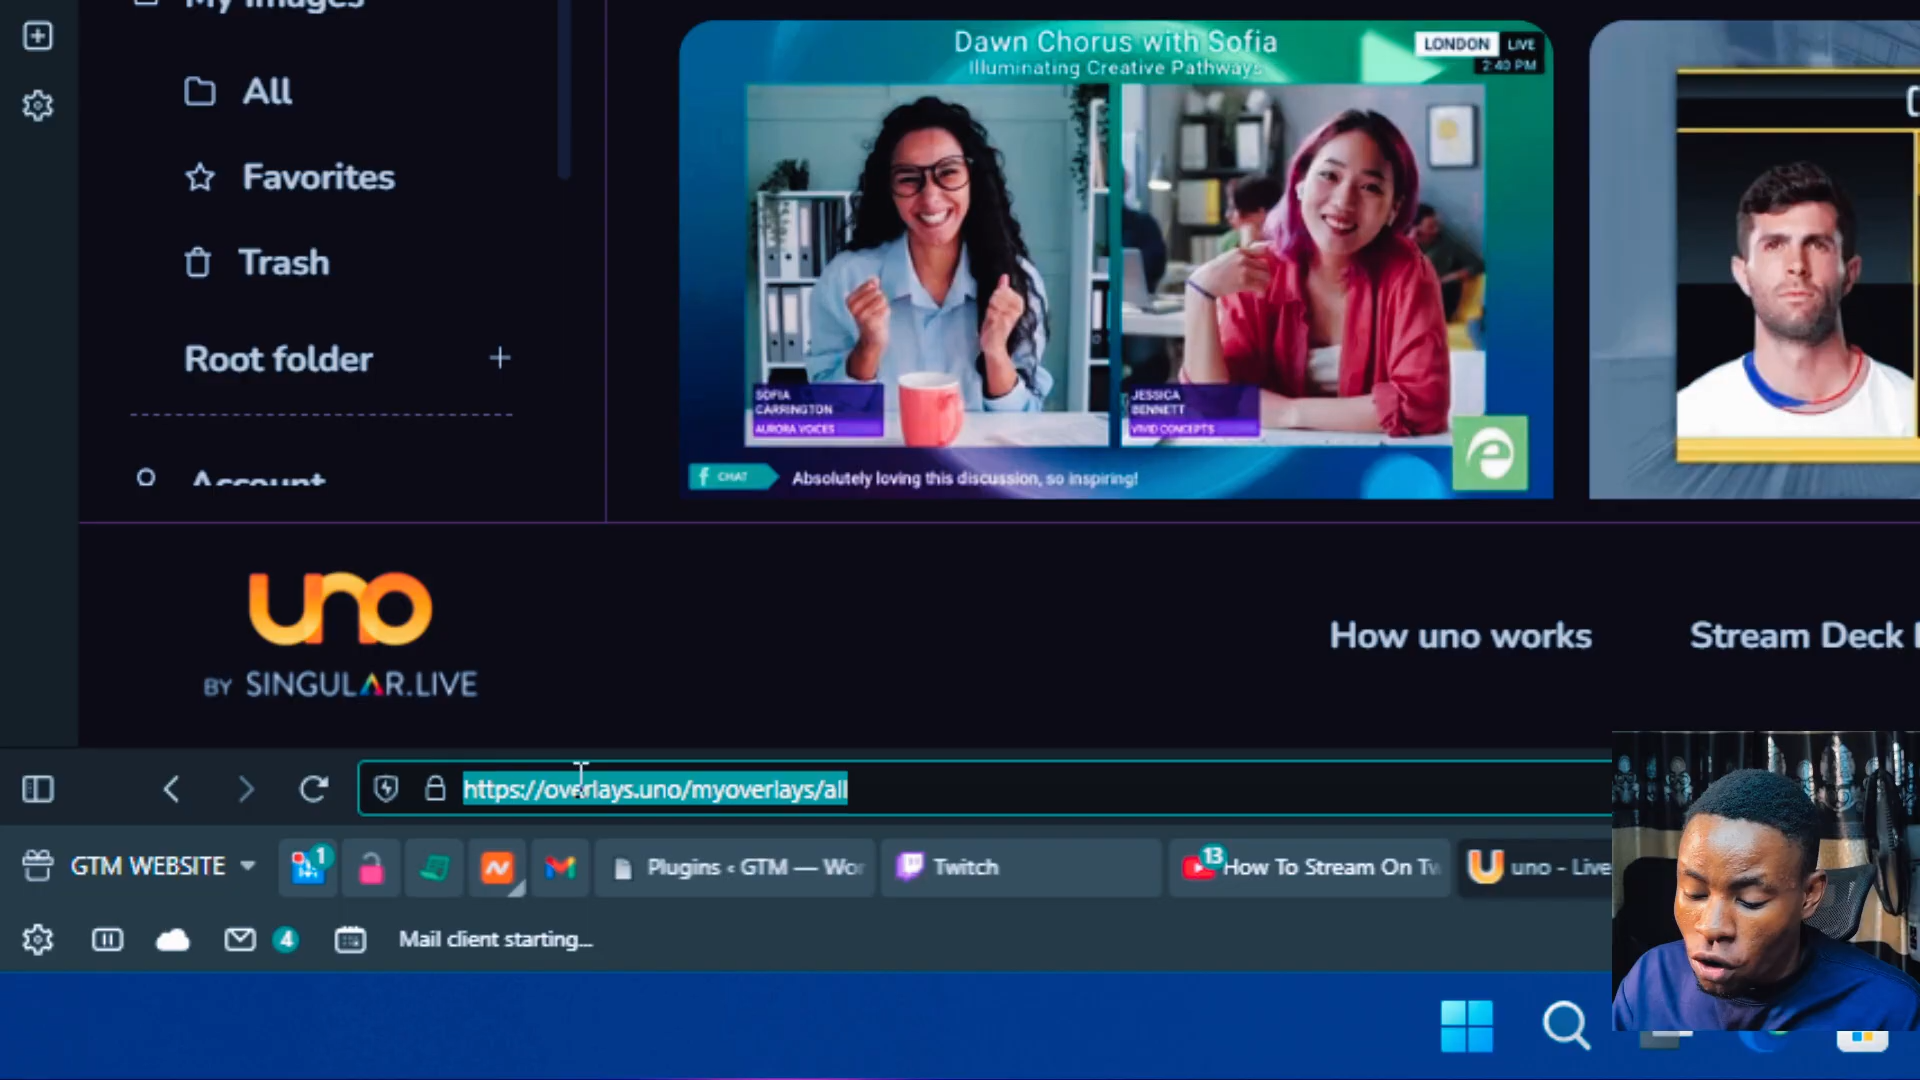 My Images
All
Favorites
Trash
Root folder
Account
Dawn Chorus with Sofia
Illuminating Creative Pathways
LONDON LIVE
2:40 PM
SOFIA
CARRINGTON
AURORA VOICES
JESSICA
BENNETT
VIVID CONCEPTS
CHAT
Absolutely loving this discussion, so inspiring!
uno
BY SINGULAR.LIVE
How uno works
Stream Deck
https://overlays.uno/myoverlays/all
GTM WEBSITE
1
Plugins ‹ GTM — Wor
Twitch
13
How To Stream On Tw
uno - Live
4
Mail client starting...